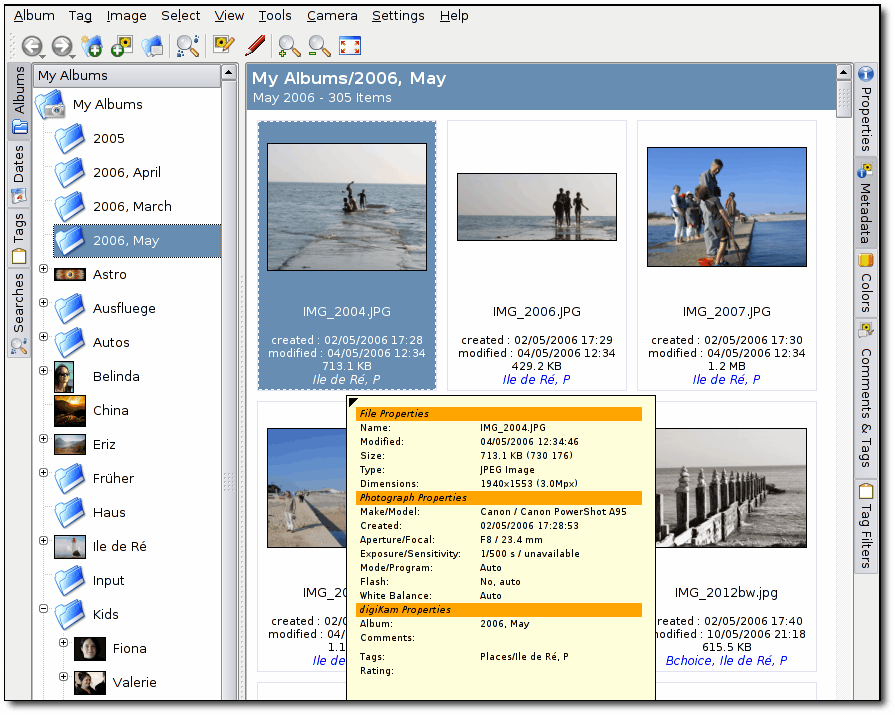 Album Tag Image Select View Tools Camera Settings Help
Albums
Dates
Tags
Searches
My Albums
My Albums
2005
2006, April
2006, March
2006, May
Astro
Ausfluege
Autos
Belinda
China
Eriz
Früher
Haus
Ile de Ré
Input
Kids
Fiona
Valerie
My Albums/2006, May
May 2006 - 305 Items
IMG_2004.JPG
created : 02/05/2006 17:28
modified : 04/05/2006 12:34
713.1 KB
Ile de Ré, P
IMG_2006.JPG
created : 02/05/2006 17:29
modified : 04/05/2006 12:34
429.2 KB
Ile de Ré, P
IMG_2007.JPG
created : 02/05/2006 17:30
modified : 04/05/2006 12:34
1.2 MB
Ile de Ré, P
IMG_20
created : 02/0
modified : 04/
1.1
Ile de
File Properties
Name: IMG_2004.JPG
Modified: 04/05/2006 12:34:46
Size: 713.1 KB (730 176)
Type: JPEG Image
Dimensions: 1940x1553 (3.0Mpx)
Photograph Properties
Make/Model: Canon / Canon PowerShot A95
Created: 02/05/2006 17:28:53
Aperture/Focal: F8 / 23.4 mm
Exposure/Sensitivity: 1/500 s / unavailable
Mode/Program: Auto
Flash: No, auto
White Balance: Auto
digiKam Properties
Album: 2006, May
Comments:
Tags: Places/Ile de Ré, P
Rating:
IMG_2012bw.jpg
created : 02/05/2006 17:40
modified : 10/05/2006 21:18
615.5 KB
Bchoice, Ile de Ré, P
Properties
Metadata
Colors
Comments & Tags
Tag Filters